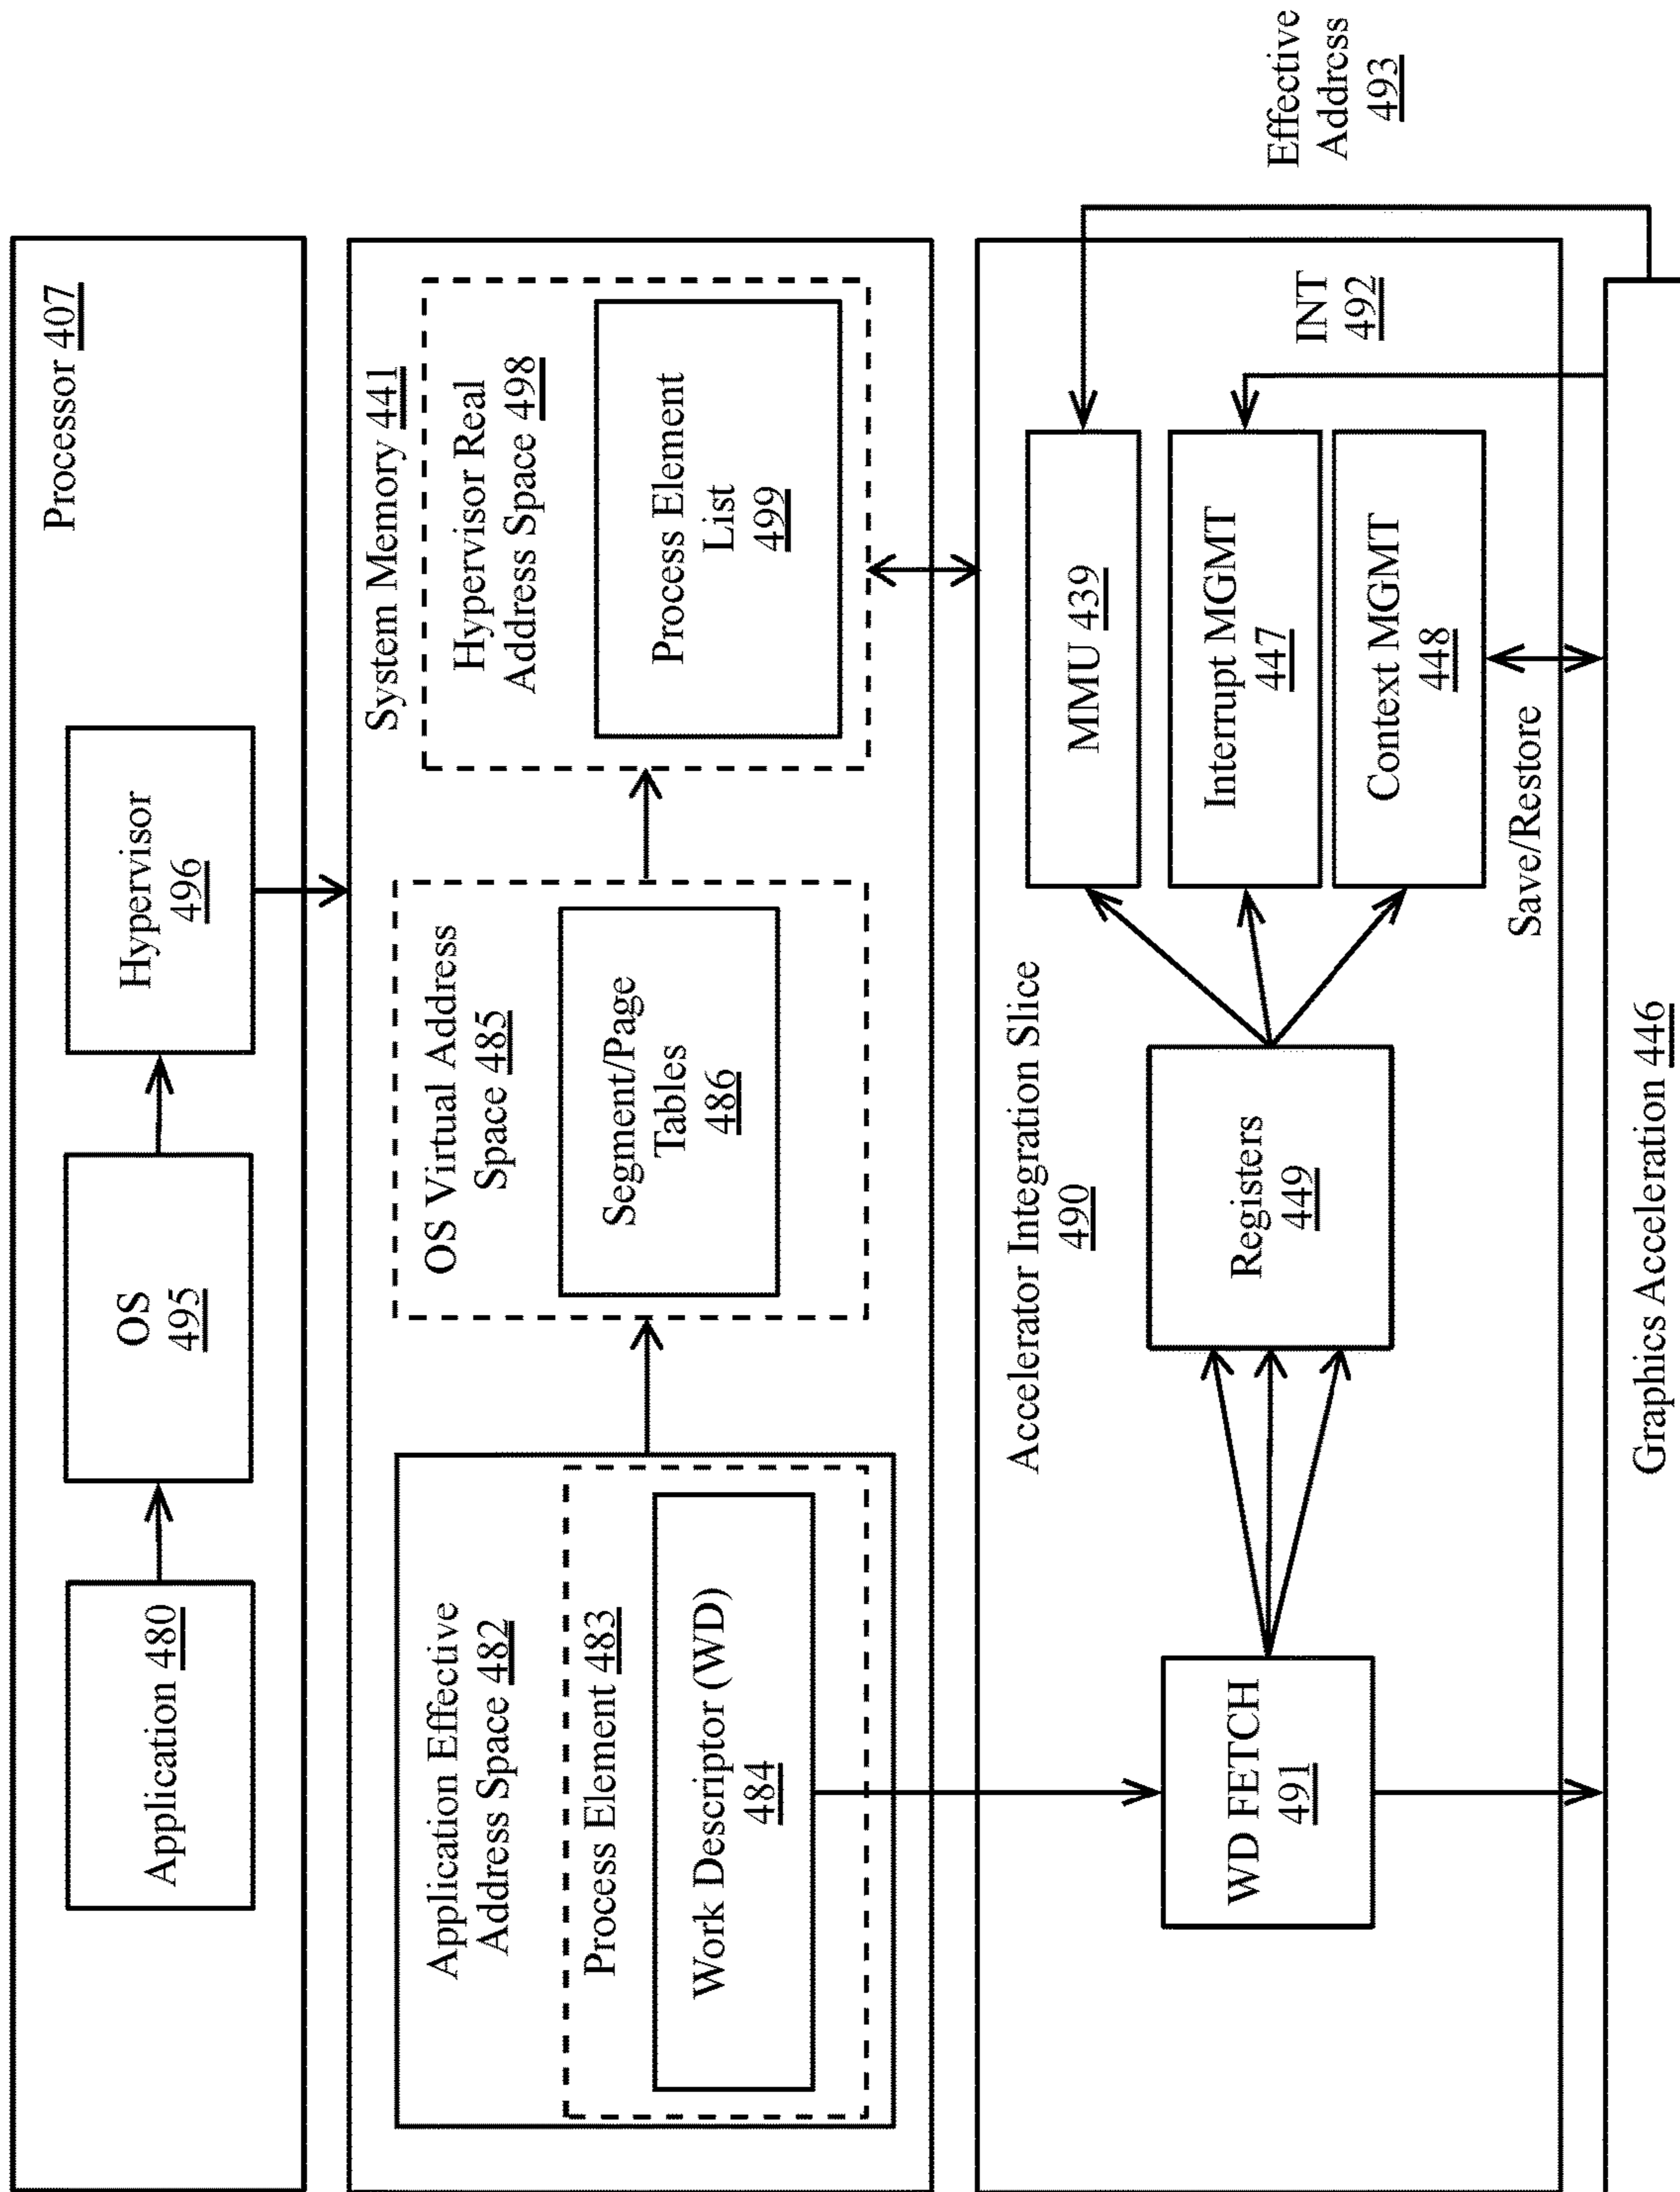 Processor 407
Application 480
OS
495
Hypervisor
496
System Memory 441
Application Effective
Address Space 482
Process Element 483
Work Descriptor (WD)
484
OS Virtual Address
Space 485
Segment/Page
Tables
486
Hypervisor Real
Address Space 498
Process Element
List
499
Accelerator Integration Slice
490
WD FETCH
491
Registers
449
MMU 439
Interrupt MGMT
447
Context MGMT
448
INT
492
Effective
Address
493
Save/Restore
Graphics Acceleration 446